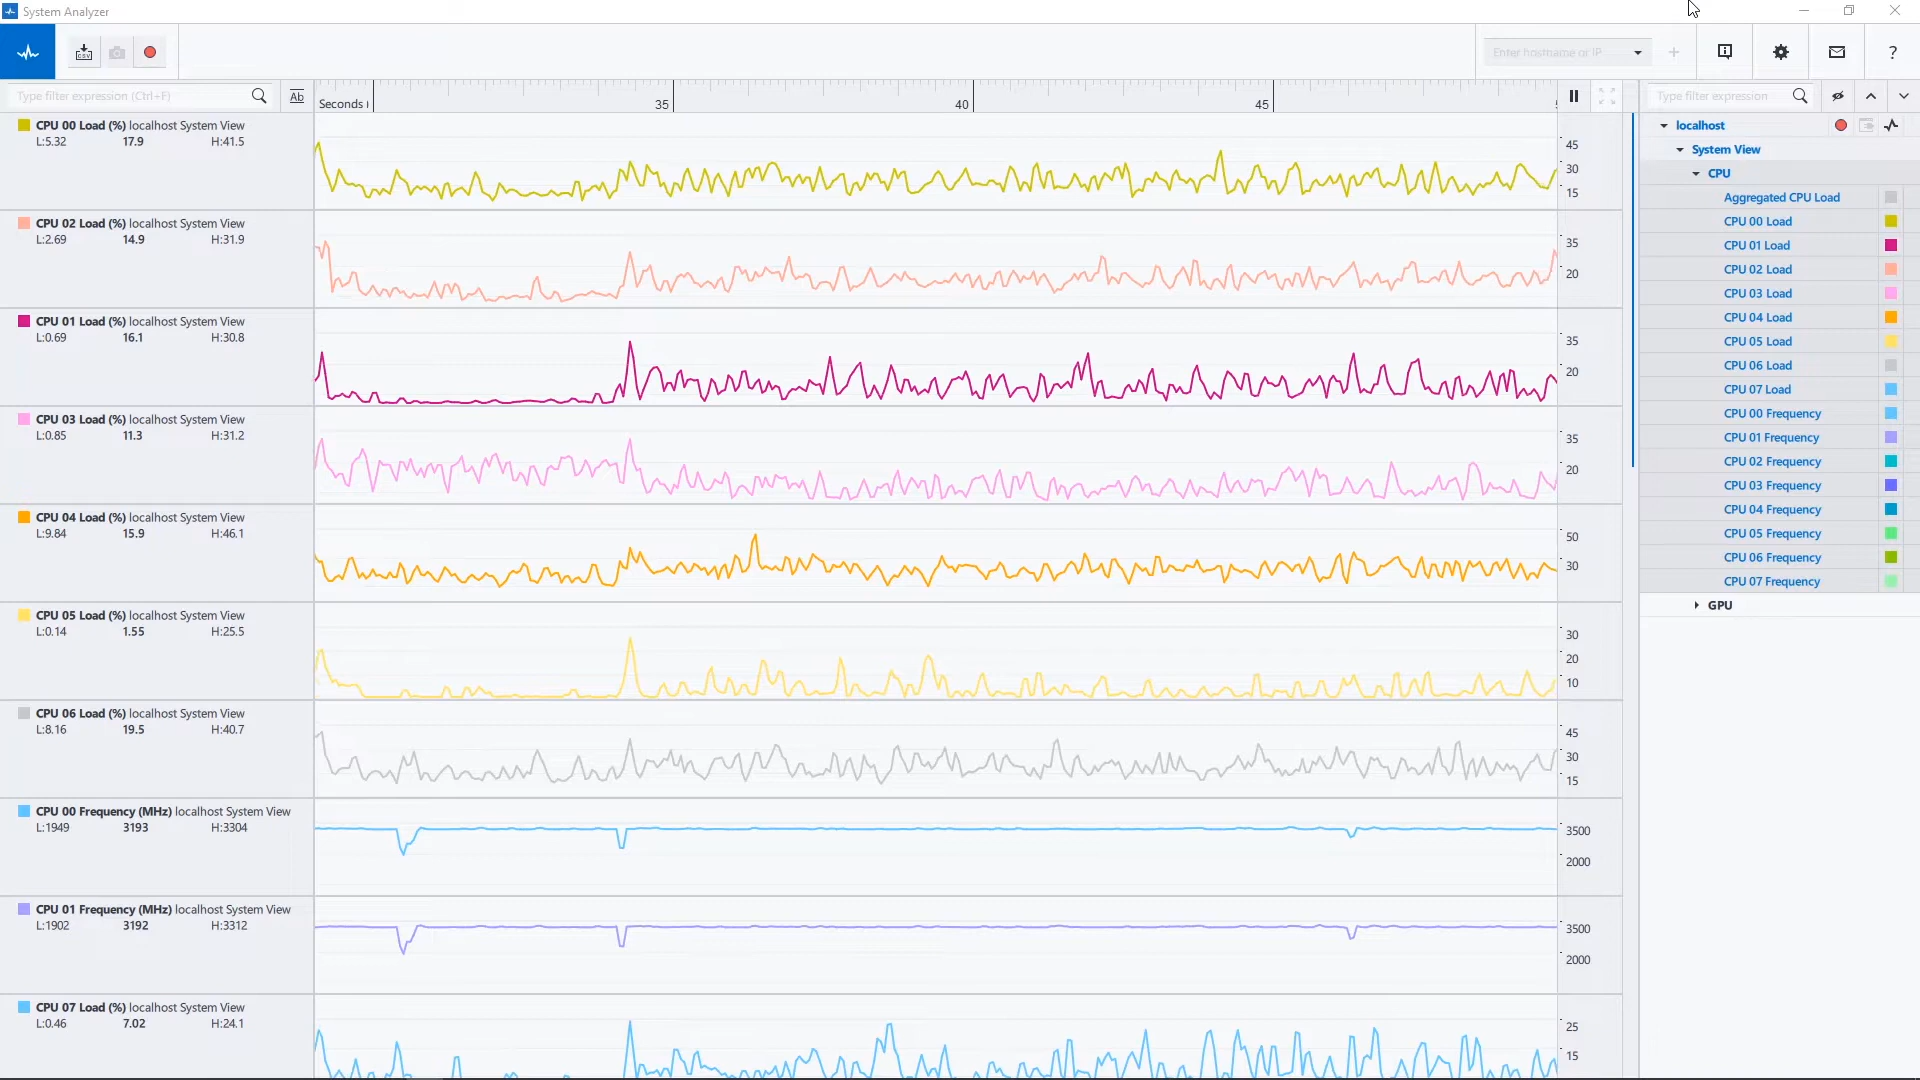 System Analyzer
CSV
Enter hostname or IP
?
Type filter expression (Ctrl+F)
Ab
Seconds
35
40
45
Type filter expression
CPU 00 Load (%) localhost System View
L:5.32 17.9 H:41.5
45
30
15
CPU 02 Load (%) localhost System View
L:2.69 14.9 H:31.9
35
20
CPU 01 Load (%) localhost System View
L:0.69 16.1 H:30.8
35
20
CPU 03 Load (%) localhost System View
L:0.85 11.3 H:31.2
35
20
CPU 04 Load (%) localhost System View
L:9.84 15.9 H:46.1
50
30
CPU 05 Load (%) localhost System View
L:0.14 1.55 H:25.5
30
20
10
CPU 06 Load (%) localhost System View
L:8.16 19.5 H:40.7
45
30
15
CPU 00 Frequency (MHz) localhost System View
L:1949 3193 H:3304
3500
2000
CPU 01 Frequency (MHz) localhost System View
L:1902 3192 H:3312
3500
2000
CPU 07 Load (%) localhost System View
L:0.46 7.02 H:24.1
25
15
localhost
System View
CPU
Aggregated CPU Load
CPU 00 Load
CPU 01 Load
CPU 02 Load
CPU 03 Load
CPU 04 Load
CPU 05 Load
CPU 06 Load
CPU 07 Load
CPU 00 Frequency
CPU 01 Frequency
CPU 02 Frequency
CPU 03 Frequency
CPU 04 Frequency
CPU 05 Frequency
CPU 06 Frequency
CPU 07 Frequency
GPU